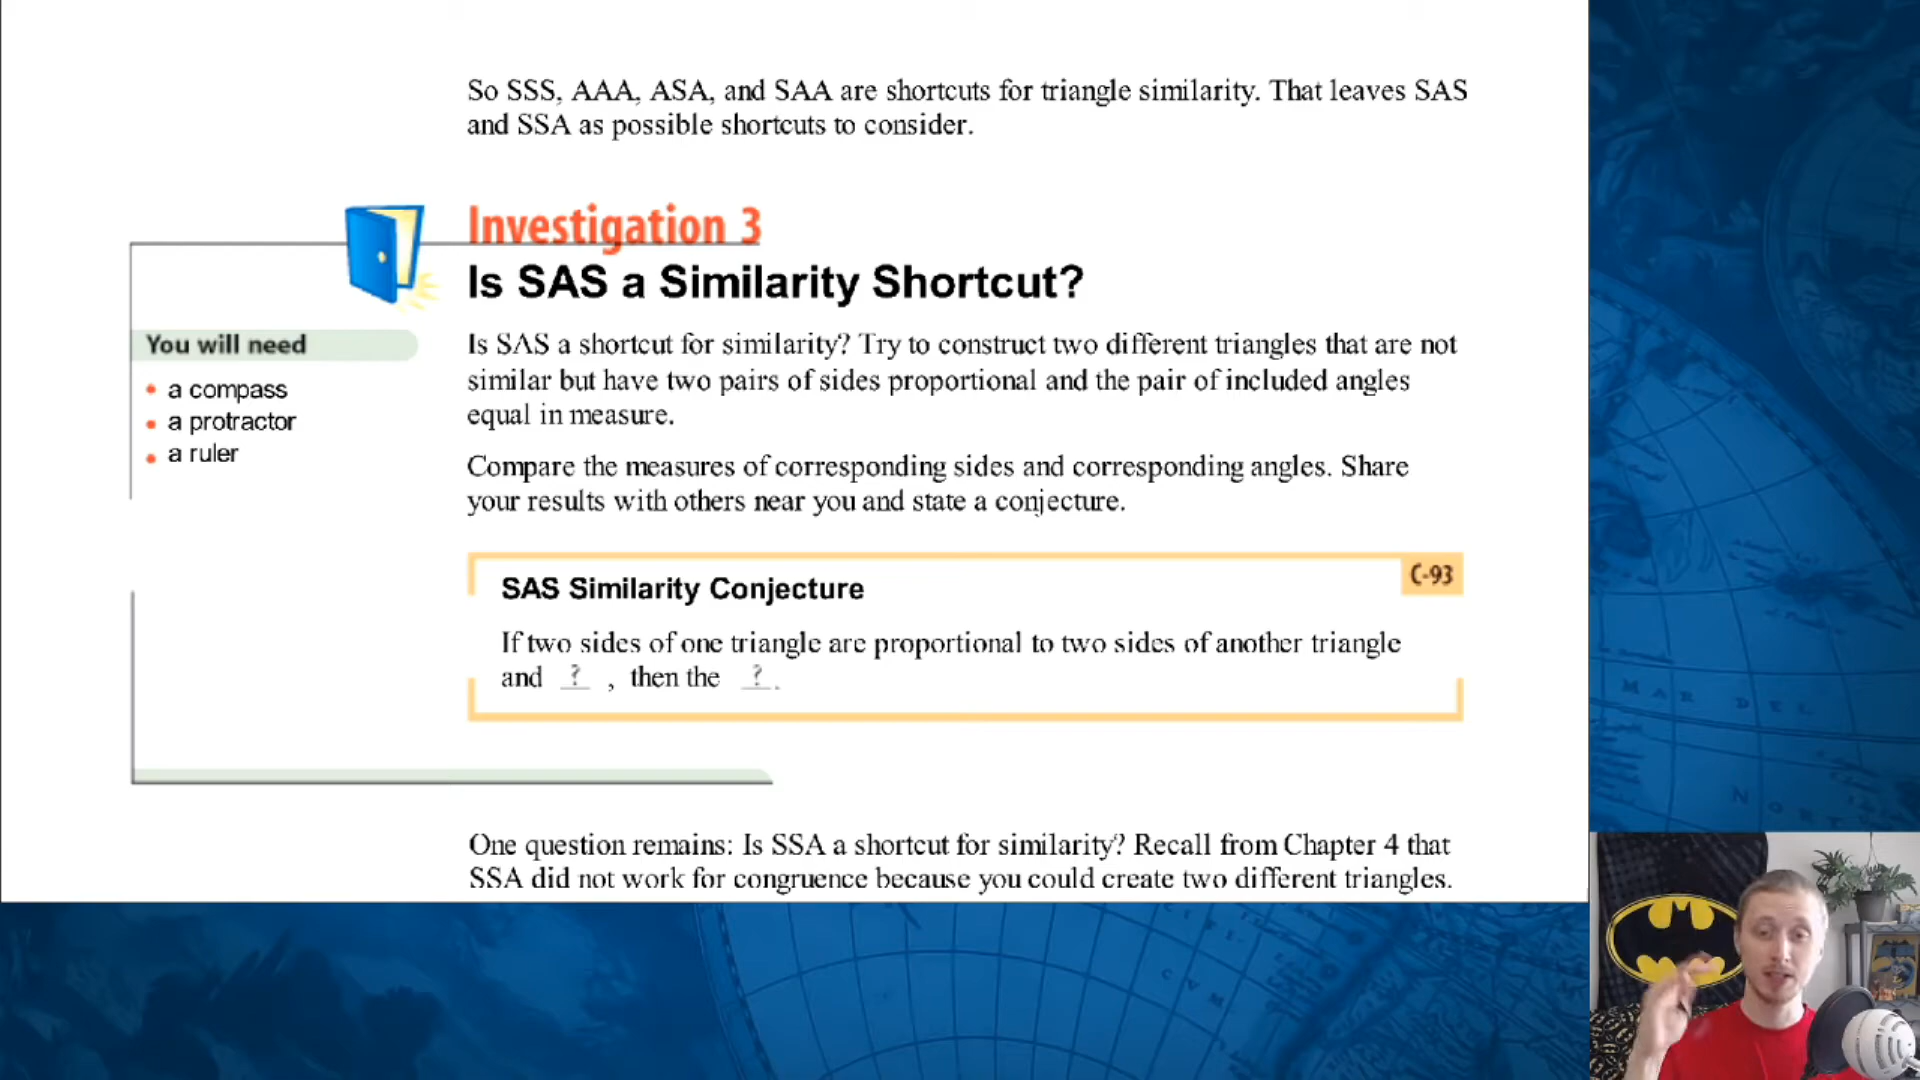 So SSS, AAA, ASA, and SAA are shortcuts for triangle similarity. That leaves SAS
and SSA as possible shortcuts to consider.
Investigation 3
Is SAS a Similarity Shortcut?
You will need
• a compass
• a protractor
• a ruler
Is SAS a shortcut for similarity? Try to construct two different triangles that are not
similar but have two pairs of sides proportional and the pair of included angles
equal in measure.
Compare the measures of corresponding sides and corresponding angles. Share
your results with others near you and state a conjecture.
SAS Similarity Conjecture
C-93
If two sides of one triangle are proportional to two sides of another triangle
and ? , then the ? .
One question remains: Is SSA a shortcut for similarity? Recall from Chapter 4 that
SSA did not work for congruence because you could create two different triangles.
MAR DEL